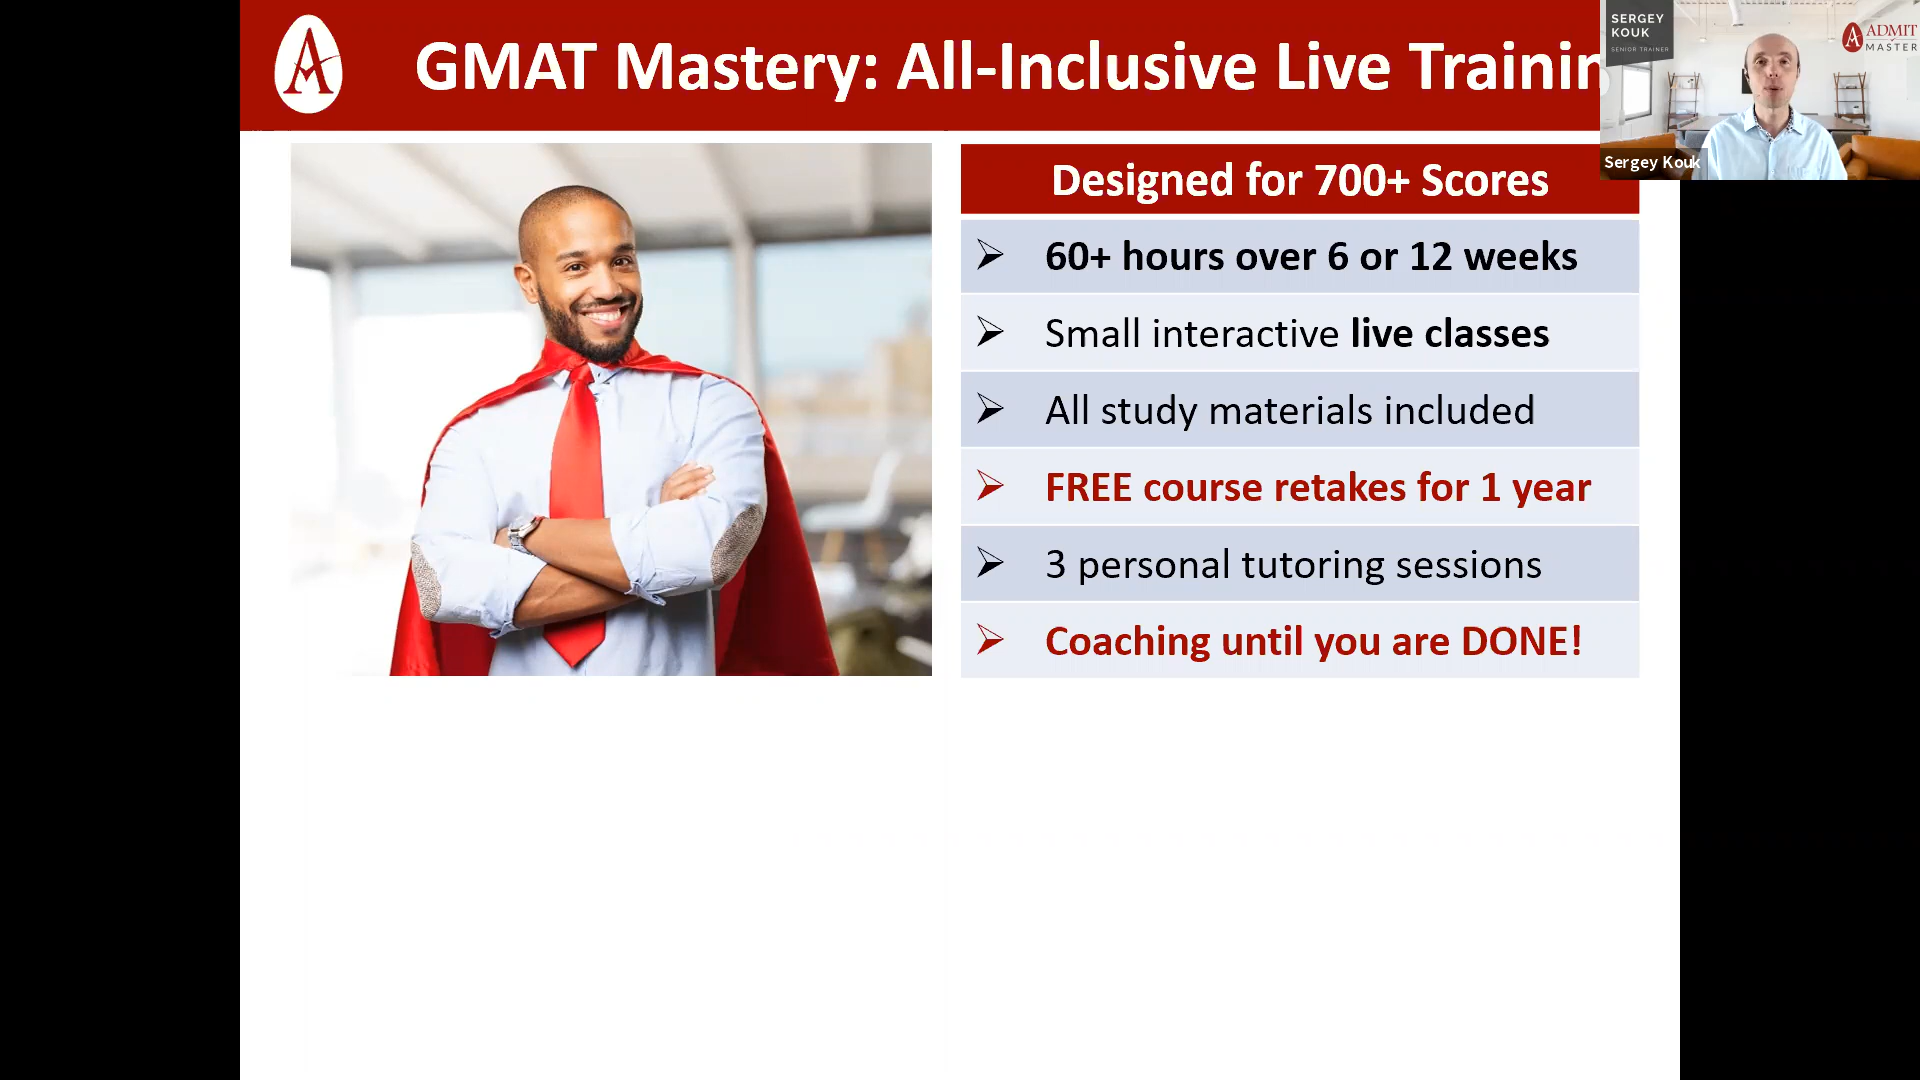 GMAT Mastery: All-Inclusive Live Trainin
SERGEY
KOUK
SENIOR TRAINER
ADMIT
MASTER
Sergey Kouk
Designed for 700+ Scores
60+ hours over 6 or 12 weeks
Small interactive live classes
All study materials included
FREE course retakes for 1 year
3 personal tutoring sessions
Coaching until you are DONE!